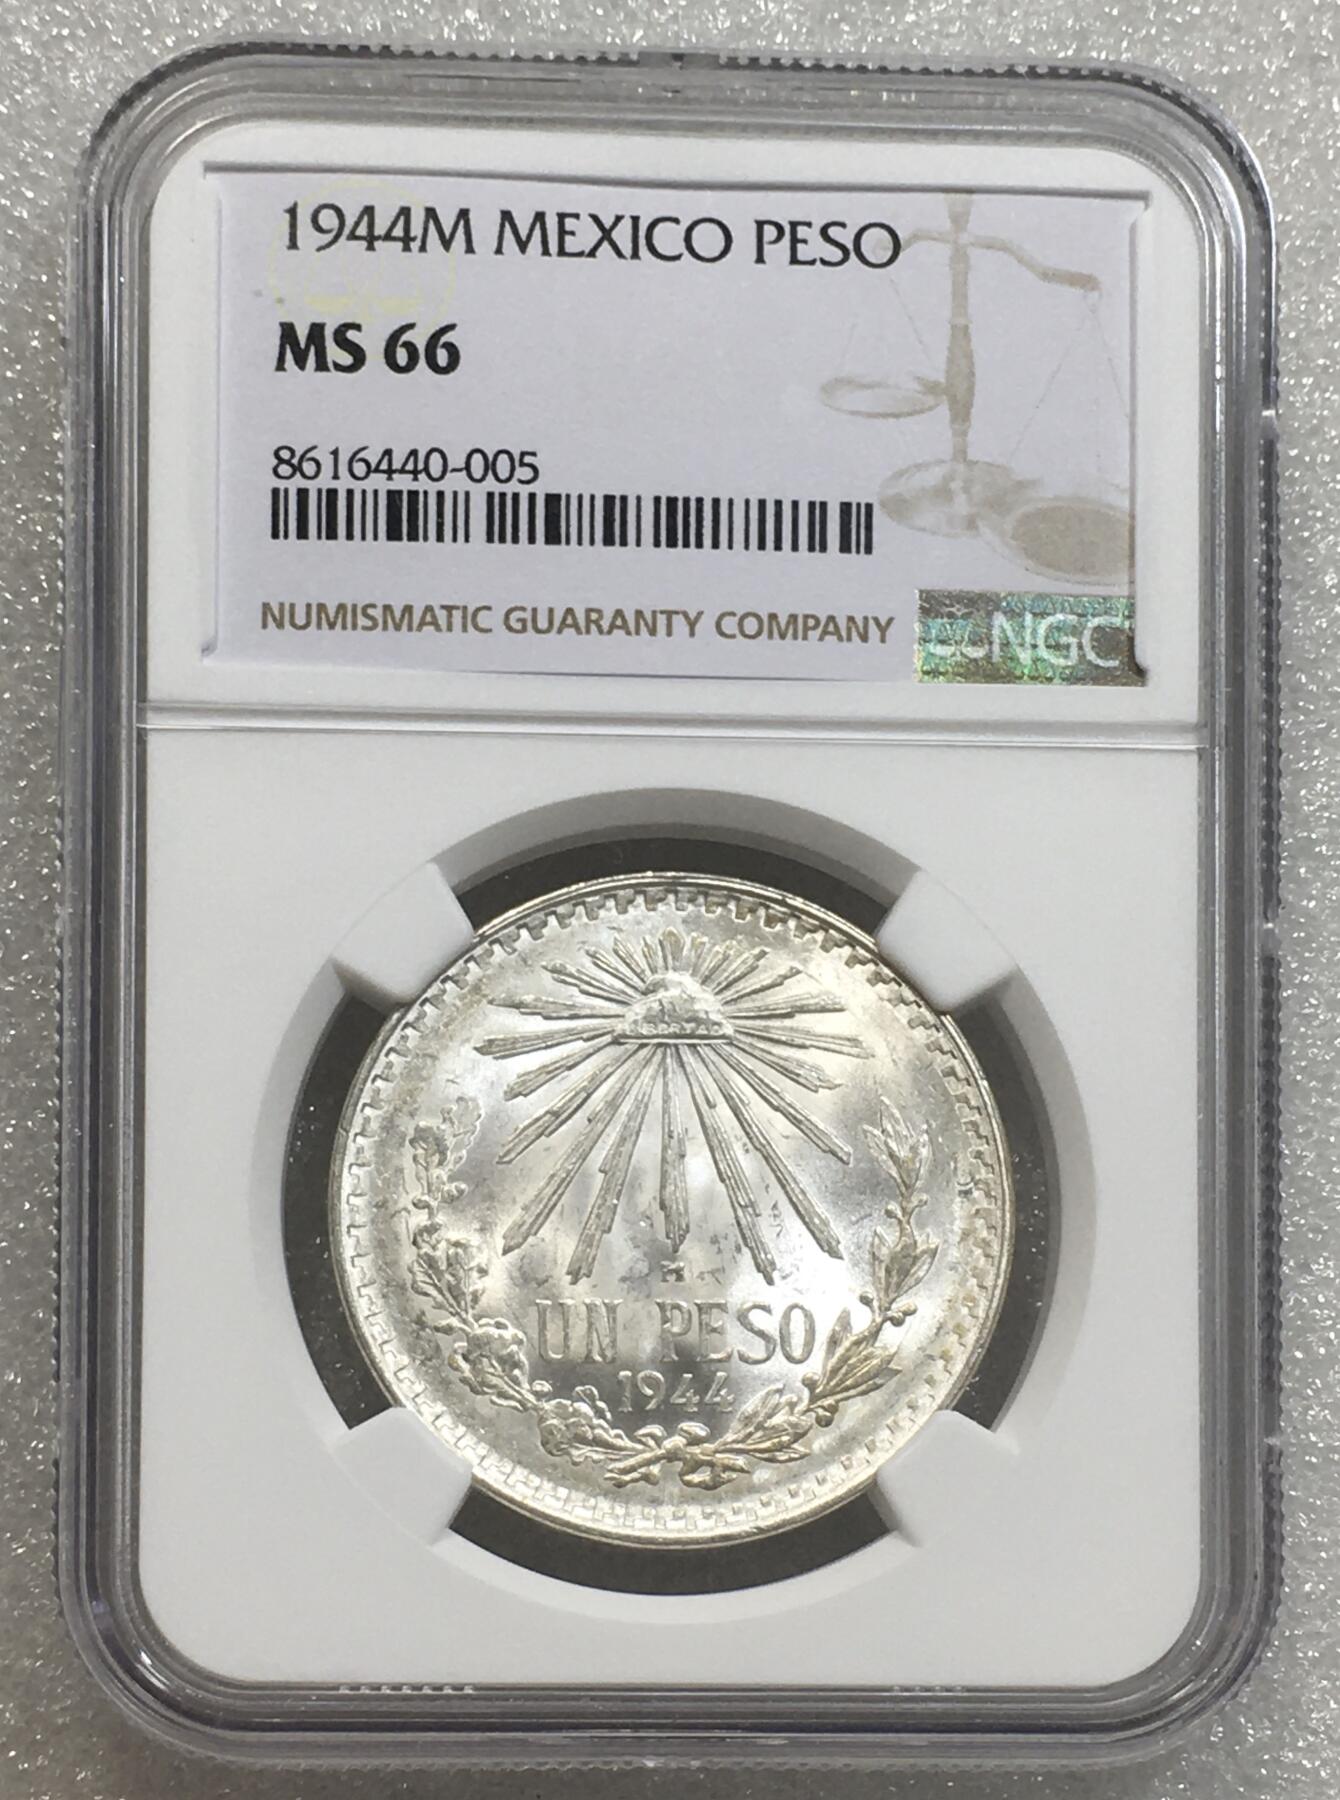 1944M MEXICO PESO
MS 66
8616440-005
NUMISMATIC GUARANTY COMPANY
NGC
LIBERTAD
M
UN PESO
1944